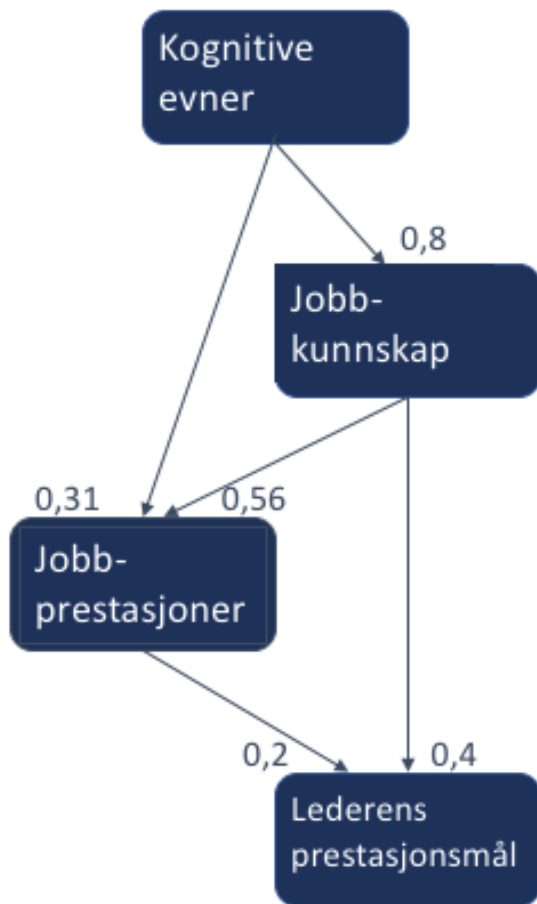 Kognitive
evner
0,8
Jobb-
kunnskap
0,31
0,56
Jobb-
prestasjoner
0,2
0,4
Lederens
prestasjonsmål